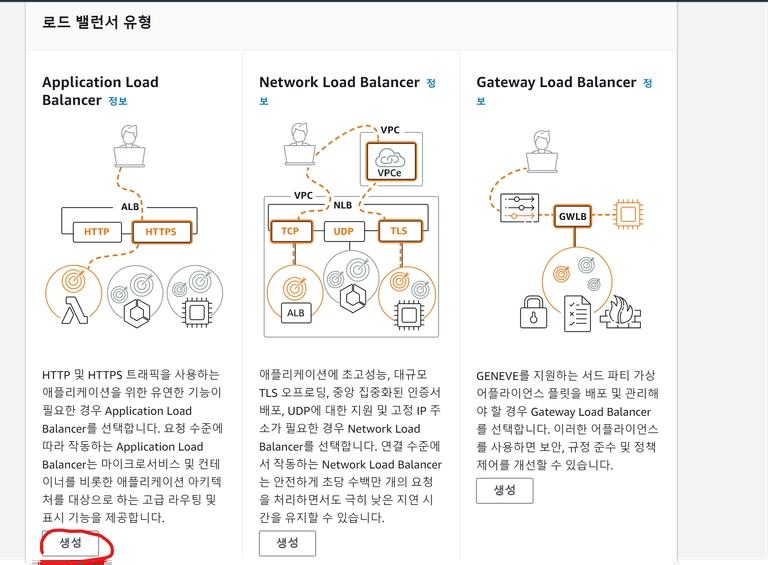 로드 밸런서 유형
Application Load
Balancer 정보
ALB
HTTP
HTTPS
HTTP 및 HTTPS 트래픽을 사용하는
애플리케이션을 위한 유연한 기능이
필요한 경우 Application Load
Balancer를 선택합니다. 요청 수준에
따라 작동하는 Application Load
Balancer는 마이크로서비스 및 컨테
이너를 비롯한 애플리케이션 아키텍
처를 대상으로 하는 고급 라우팅 및
표시 기능을 제공합니다.
생성
Network Load Balancer 정
보
VPC
VPCe
VPC
NLB
TCP
UDP
TLS
ALB
애플리케이션에 초고성능, 대규모
TLS 오프로딩, 중앙 집중화된 인증서
배포, UDP에 대한 지원 및 고정 IP 주
소가 필요한 경우 Network Load
Balancer를 선택합니다. 연결 수준에
서 작동하는 Network Load Balancer
는 안전하게 초당 수백만 개의 요청
을 처리하면서도 극히 낮은 지연 시
간을 유지할 수 있습니다.
생성
Gateway Load Balancer 정
보
GWLB
GENEVE를 지원하는 서드 파티 가상
어플라이언스 플릿을 배포 및 관리해
야 할 경우 Gateway Load Balancer
를 선택합니다. 이러한 어플라이언스
를 사용하면 보안, 규정 준수 및 정책
제어를 개선할 수 있습니다.
생성